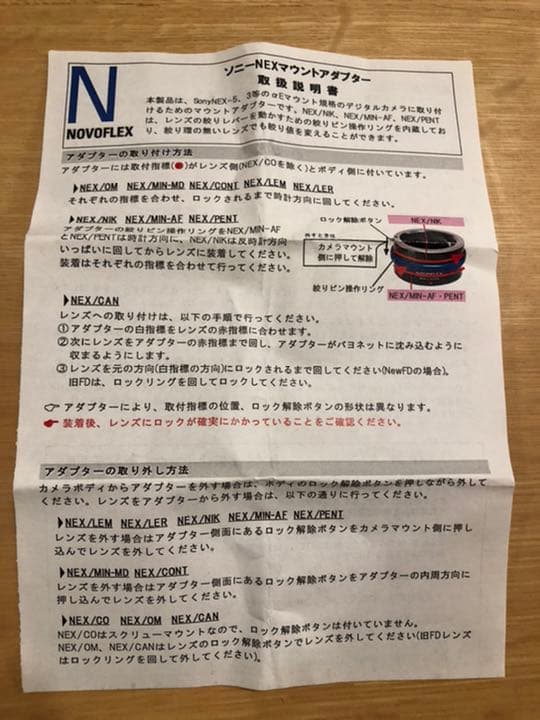 N
NOVOFLEX
ソニーNEXマウントアダプター
取扱説明書
本製品は、SonyNEX-5、3等のαEマウント規格のデジタルカメラに取り付
けるためのマウントアダプターです。NEX/NIK、NEX/MIN-AF、NEX/PENT
は、レンズの絞りレバーを動かすための絞りピン操作リングを内蔵してお
り、絞り環の無いレンズでも絞り値を変えることができます。
アダプターの取り付け方法
アダプターには取付指標(●)がレンズ側(NEX/COを除く)とボディ側に付いています。
▶NEX/OM NEX/MIN-MD NEX/CONT NEX/LEM NEX/LER
それぞれの指標を合わせ、ロックされるまで時計方向に回してください。
▶NEX/NIK NEX/MIN-AF NEX/PENT
アダプターの絞りピン操作リングをNEX/MIN-AF
とNEX/PENTは時計方向に、NEX/NIKは反時計方向
いっぱいに回してからレンズに装着してください。
装着はそれぞれの指標を合わせて行ってください。
ロック解除ボタン
NEX/NIK
外すときは
カメラマウント
側に押して解除
NOVOFLEX
絞りピン操作リング
NEX/MIN-AF・PENT
▶NEX/CAN
レンズへの取り付けは、以下の手順で行ってください。
①アダプターの白指標をレンズの赤指標に合わせます。
②次にレンズをアダプターの赤指標まで回し、アダプターがバヨネットに沈み込むように
収まるようにします。
③レンズを元の方向(白指標の方向)にロックされるまで回してください(NewFDの場合)。
旧FDは、ロックリングを回してロックしてください。
☞ アダプターにより、取付指標の位置、ロック解除ボタンの形状は異なります。
☛ 装着後、レンズにロックが確実にかかっていることをご確認ください。
アダプターの取り外し方法
カメラボディからアダプターを外す場合は、ボディのロック解除ボタンを押しながら外して
ください。レンズをアダプターから外す場合は、以下の通りに行ってください。
▶NEX/LEM NEX/LER NEX/NIK NEX/MIN-AF NEX/PENT
レンズを外す場合はアダプター側面にあるロック解除ボタンをカメラマウント側に押し
込んでレンズを外してください。
▶NEX/MIN-MD NEX/CONT
レンズを外す場合はアダプター側面にあるロック解除ボタンをアダプターの内周方向に
押し込んでレンズを外してください。
▶NEX/CO NEX/OM NEX/CAN
NEX/COはスクリューマウントなので、ロック解除ボタンは付いていません。
NEX/OM、NEX/CANはレンズのロック解除ボタンでレンズを外してください(旧FDレンズ
はロックリングを回して外してください)。